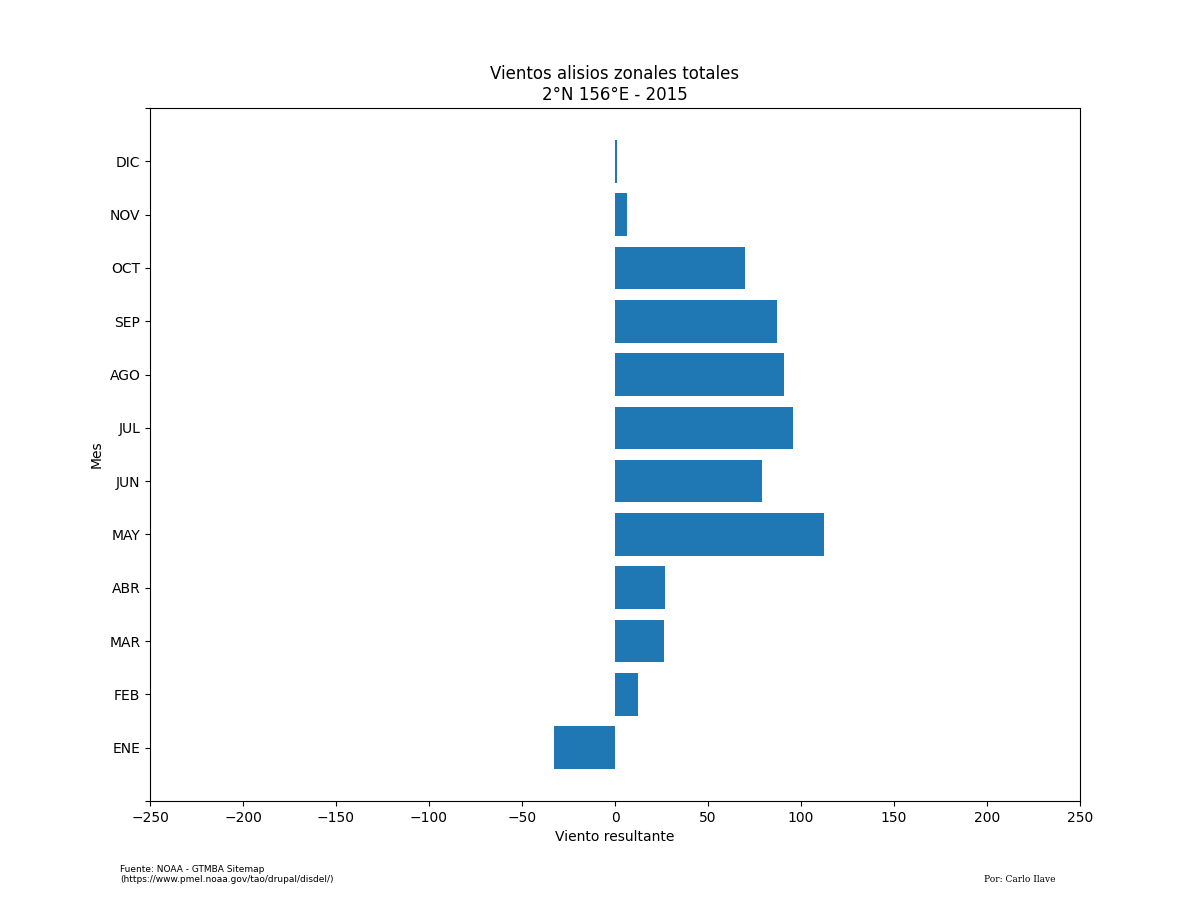 Vientos alisios zonales totales
2°N 156°E - 2015
DIC
NOV
OCT
SEP
AGO
JUL
JUN
MAY
ABR
MAR
FEB
ENE
Mes
−250 −200 −150 −100 −50 0 50 100 150 200 250
Viento resultante
Fuente: NOAA - GTMBA Sitemap
(https://www.pmel.noaa.gov/tao/drupal/disdel/)
Por: Carlo Ilave